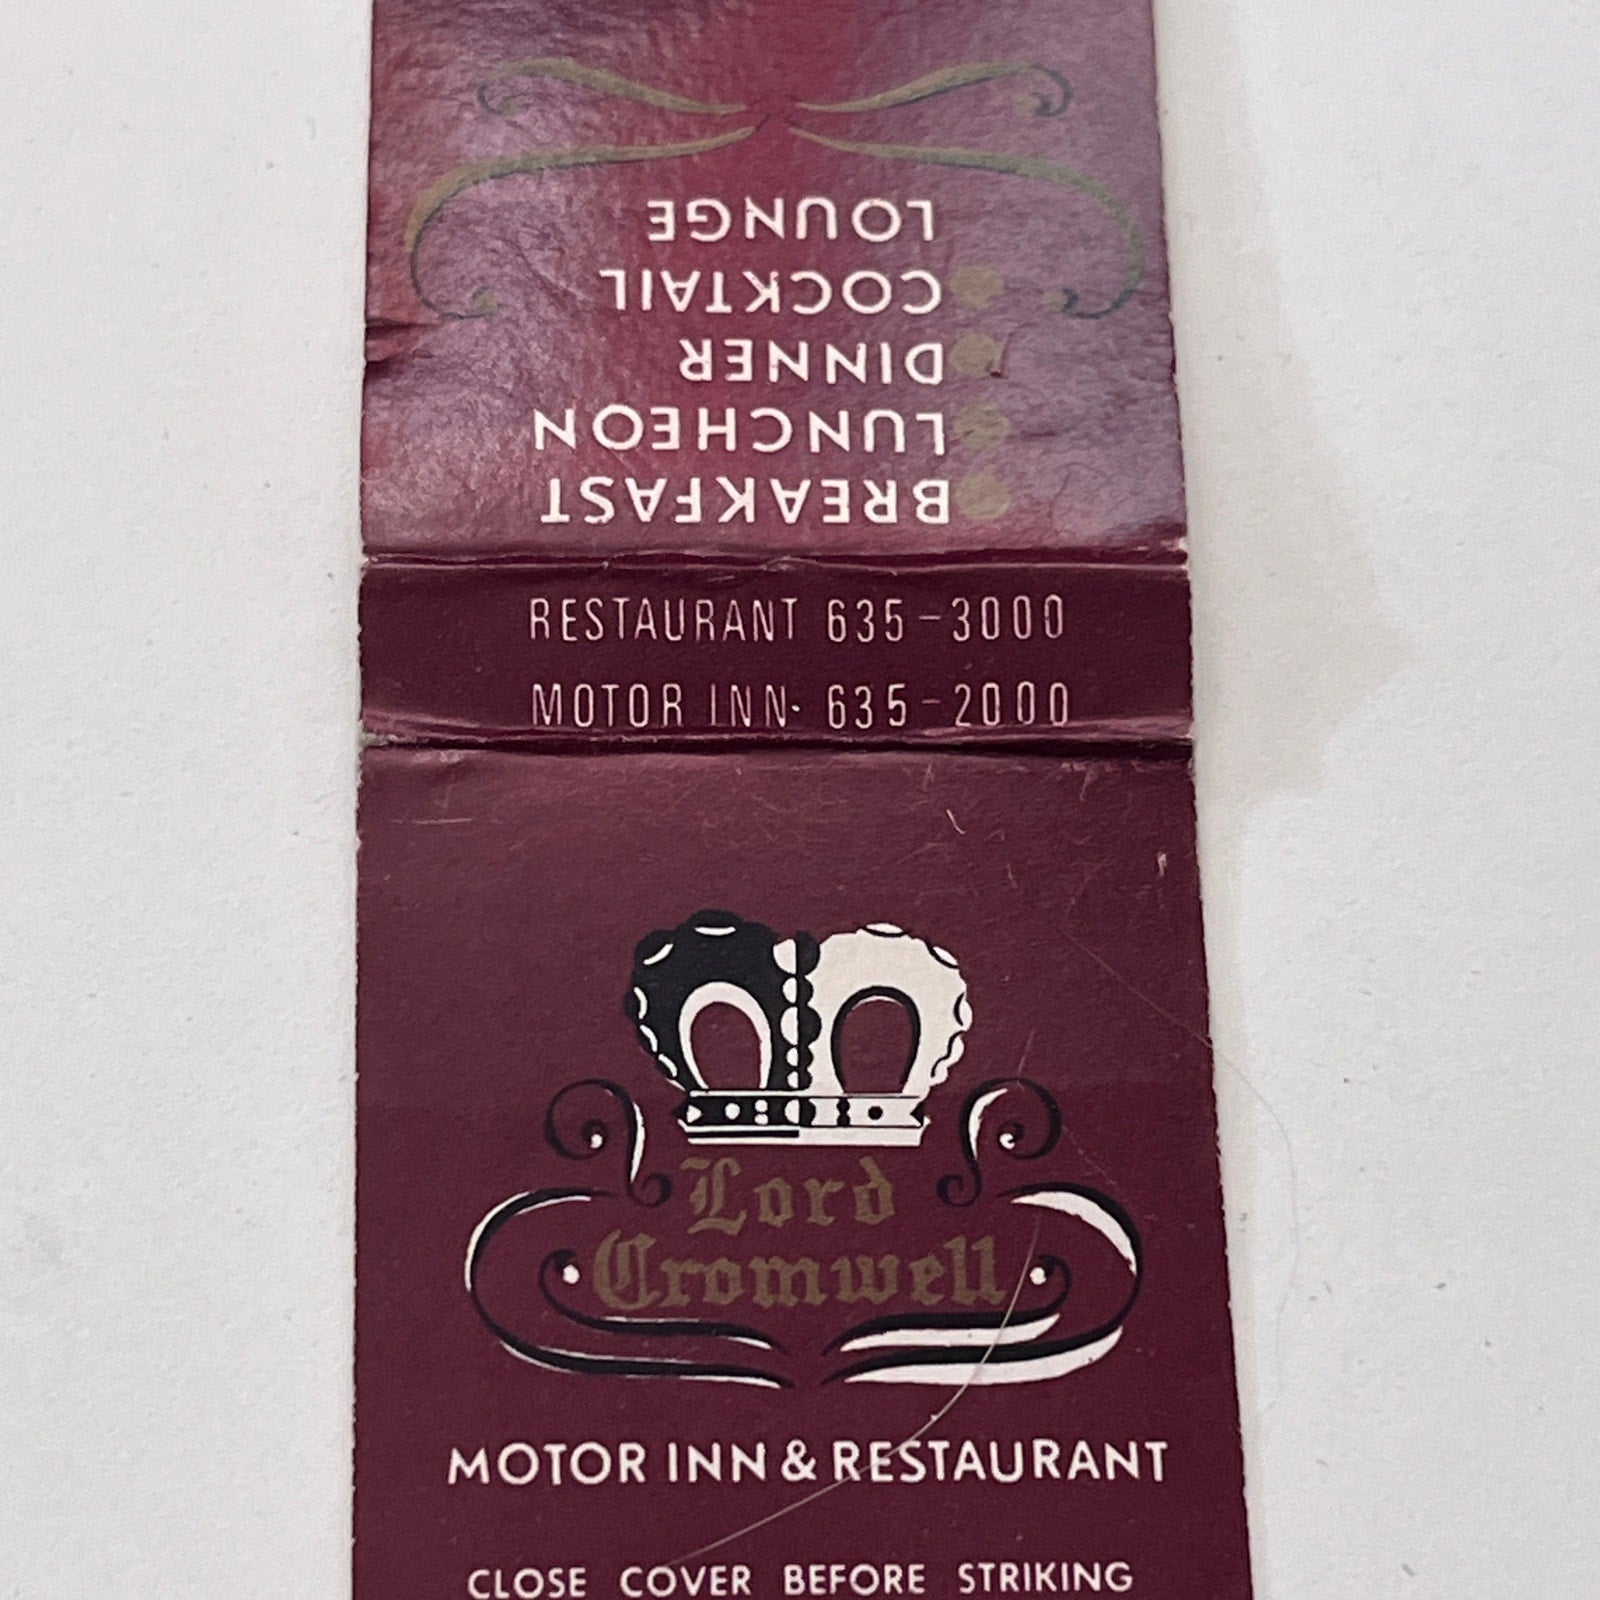 BREAKFAST
LUNCHEON
DINNER
COCKTAIL
LOUNGE
RESTAURANT 635-3000
MOTOR INN· 635-2000
Lord
Cromwell
MOTOR INN & RESTAURANT
CLOSE COVER BEFORE STRIKING